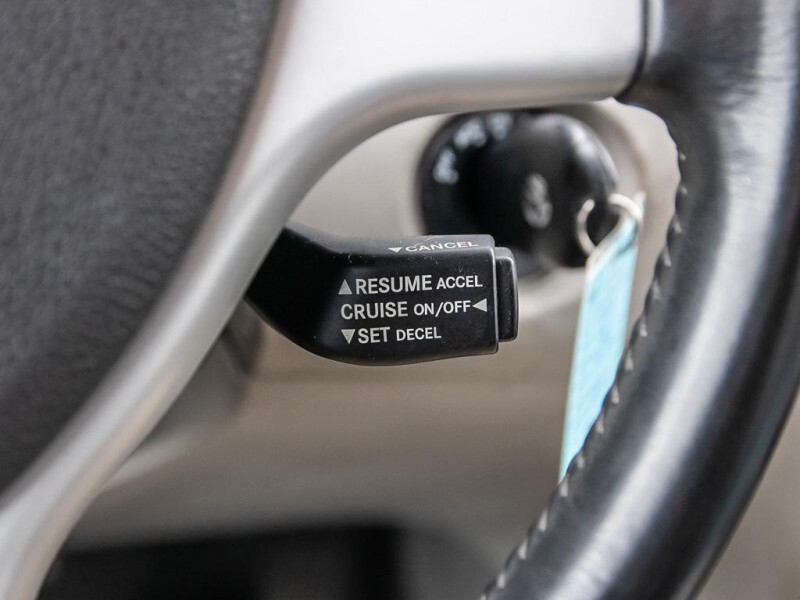 ▼CANCEL
▲RESUME ACCEL
CRUISE ON/OFF◀
▼SET DECEL